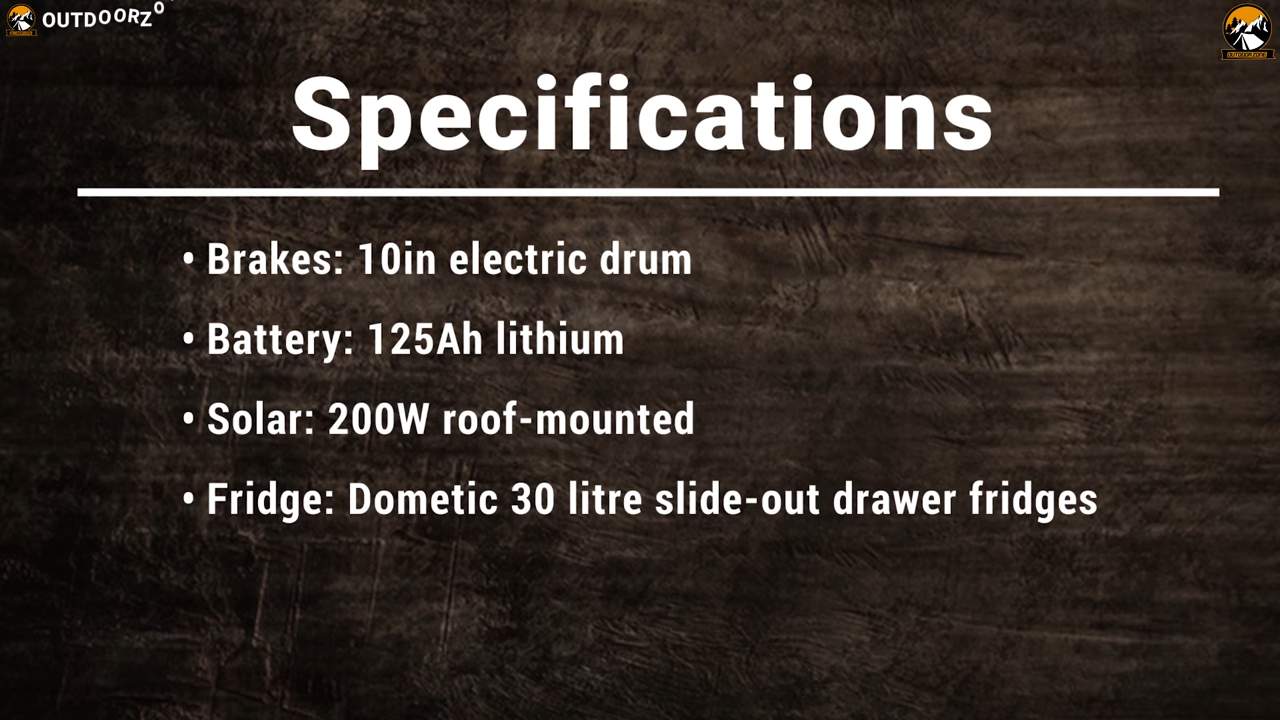 OUTDOORZO
Specifications
• Brakes: 10in electric drum
• Battery: 125Ah lithium
• Solar: 200W roof-mounted
• Fridge: Dometic 30 litre slide-out drawer fridges